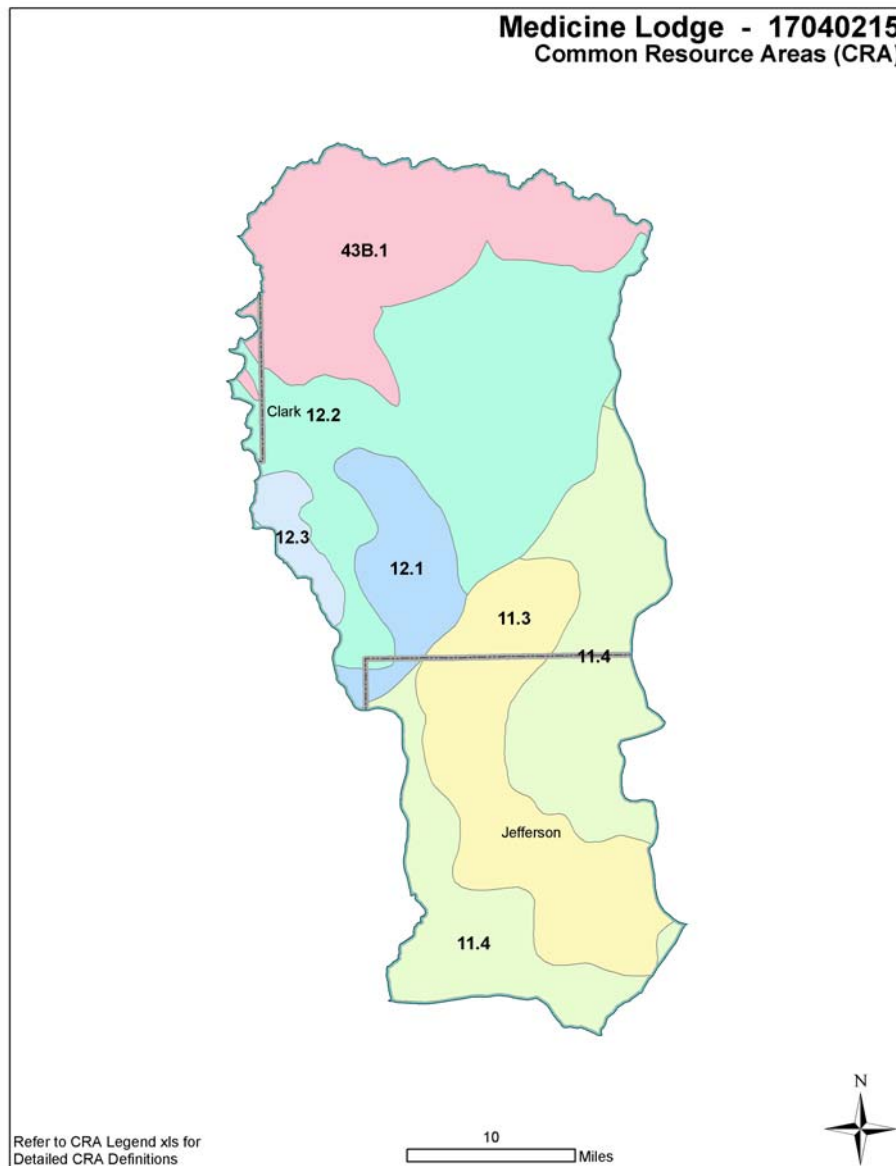 Medicine Lodge - 17040215
Common Resource Areas (CRA)
43B.1
Clark 12.2
12.3
12.1
11.3
11.4
Jefferson
11.4
N
Refer to CRA Legend xls for
Detailed CRA Definitions
10
Miles